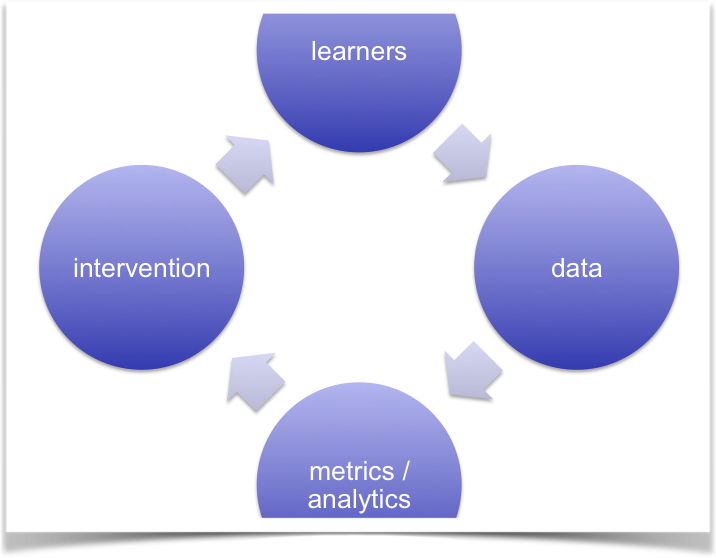 learners
intervention
data
metrics /
analytics